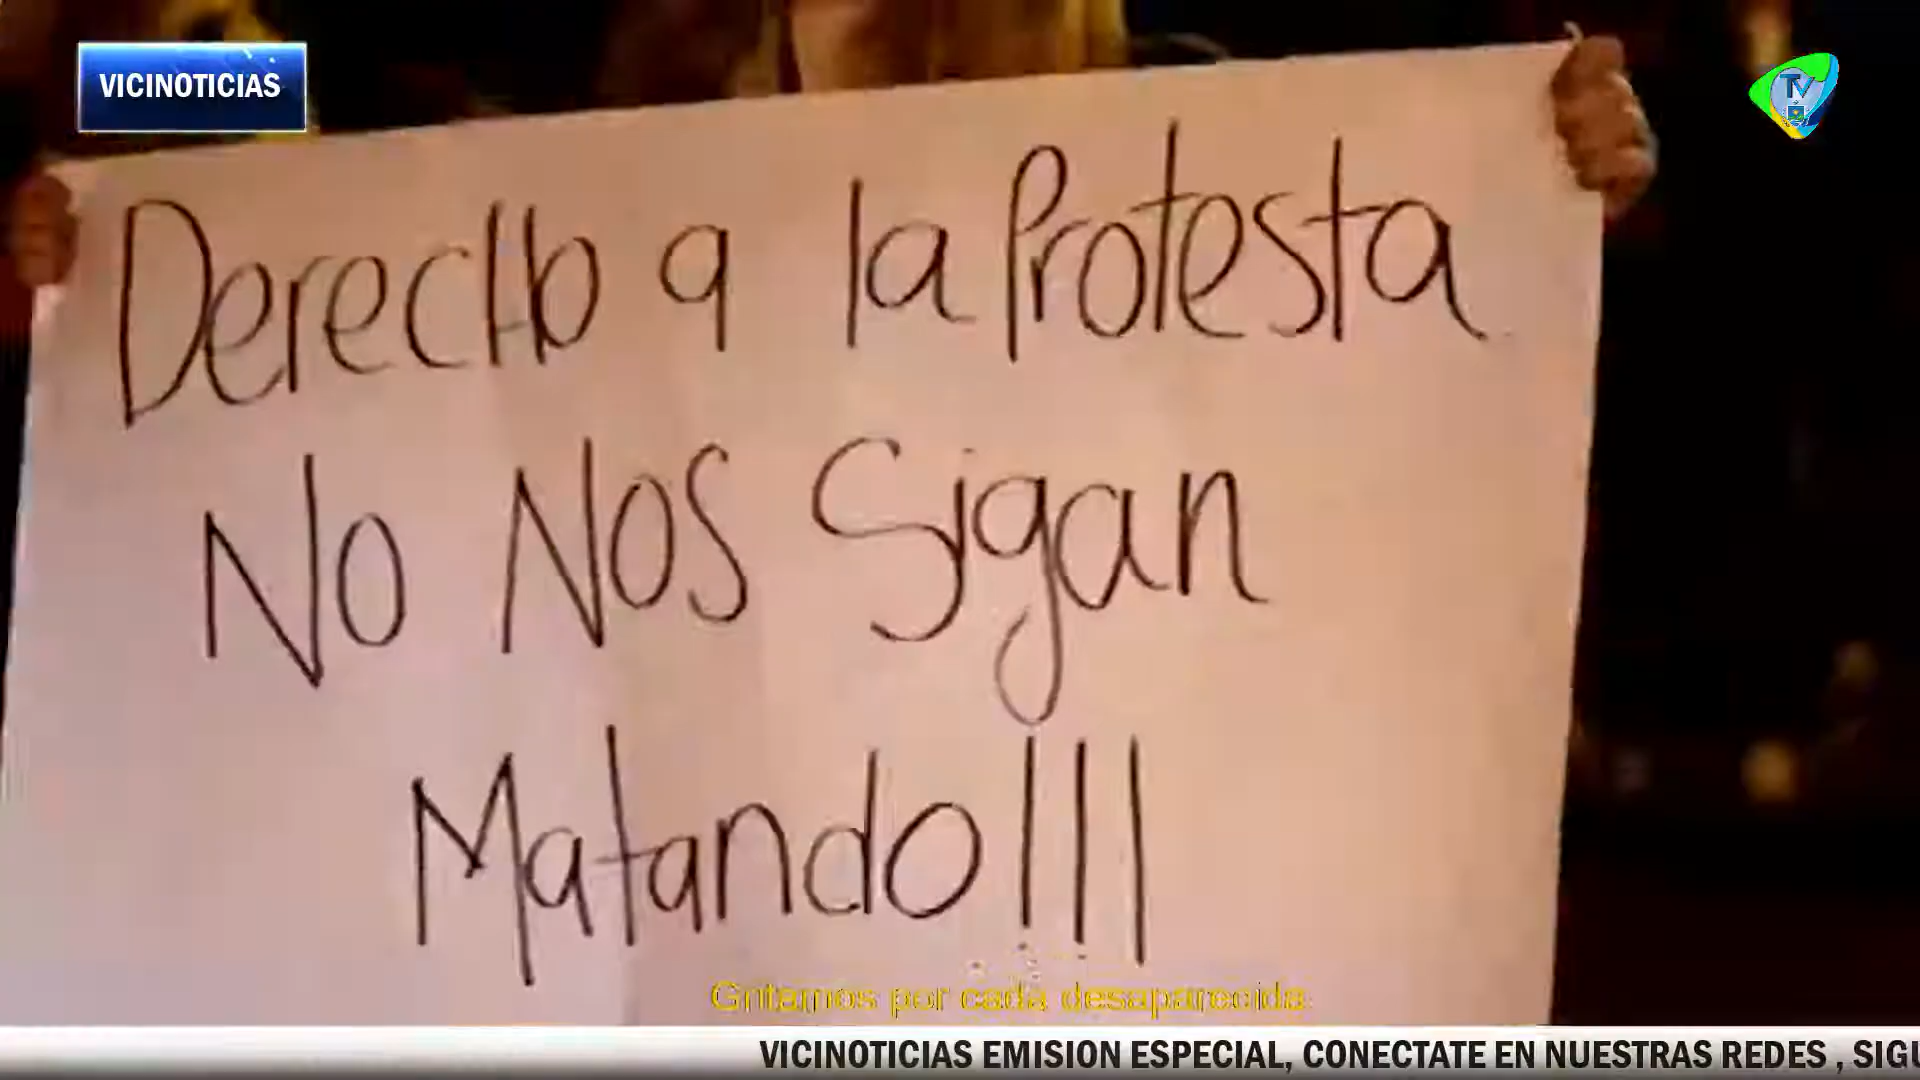 VICINOTICIAS
TV
DerecHo a la Protesta
No Nos Sigan
Matando!!!
Gritamos por cada desaparecida
VICINOTICIAS EMISION ESPECIAL, CONECTATE EN NUESTRAS REDES , SIGU